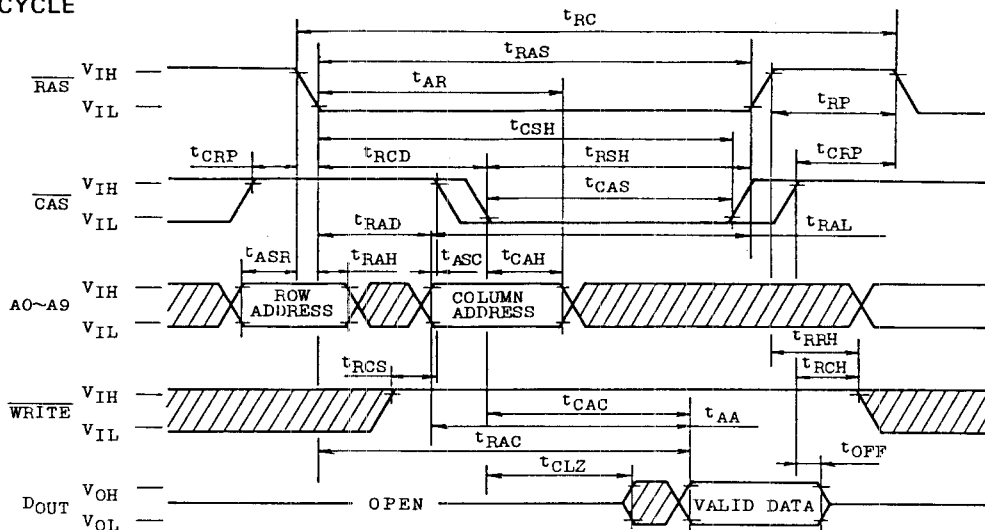 CYCLE
tRC
tRAS
RAS VIH
tAR
VIL
tRP
tCSH
tCRP tRCD tRSH tCRP
CAS VIH
tCAS
VIL
tRAD tRAL
tASR tRAH tASC tCAH
A0~A9 VIH
ROW ADDRESS
COLUMN ADDRESS
VIL
tRRH
tRCS tRCH
WRITE VIH
tCAC tAA
VIL
tRAC tOFF
tCLZ
DOUT VOH
OPEN VALID DATA
VOL